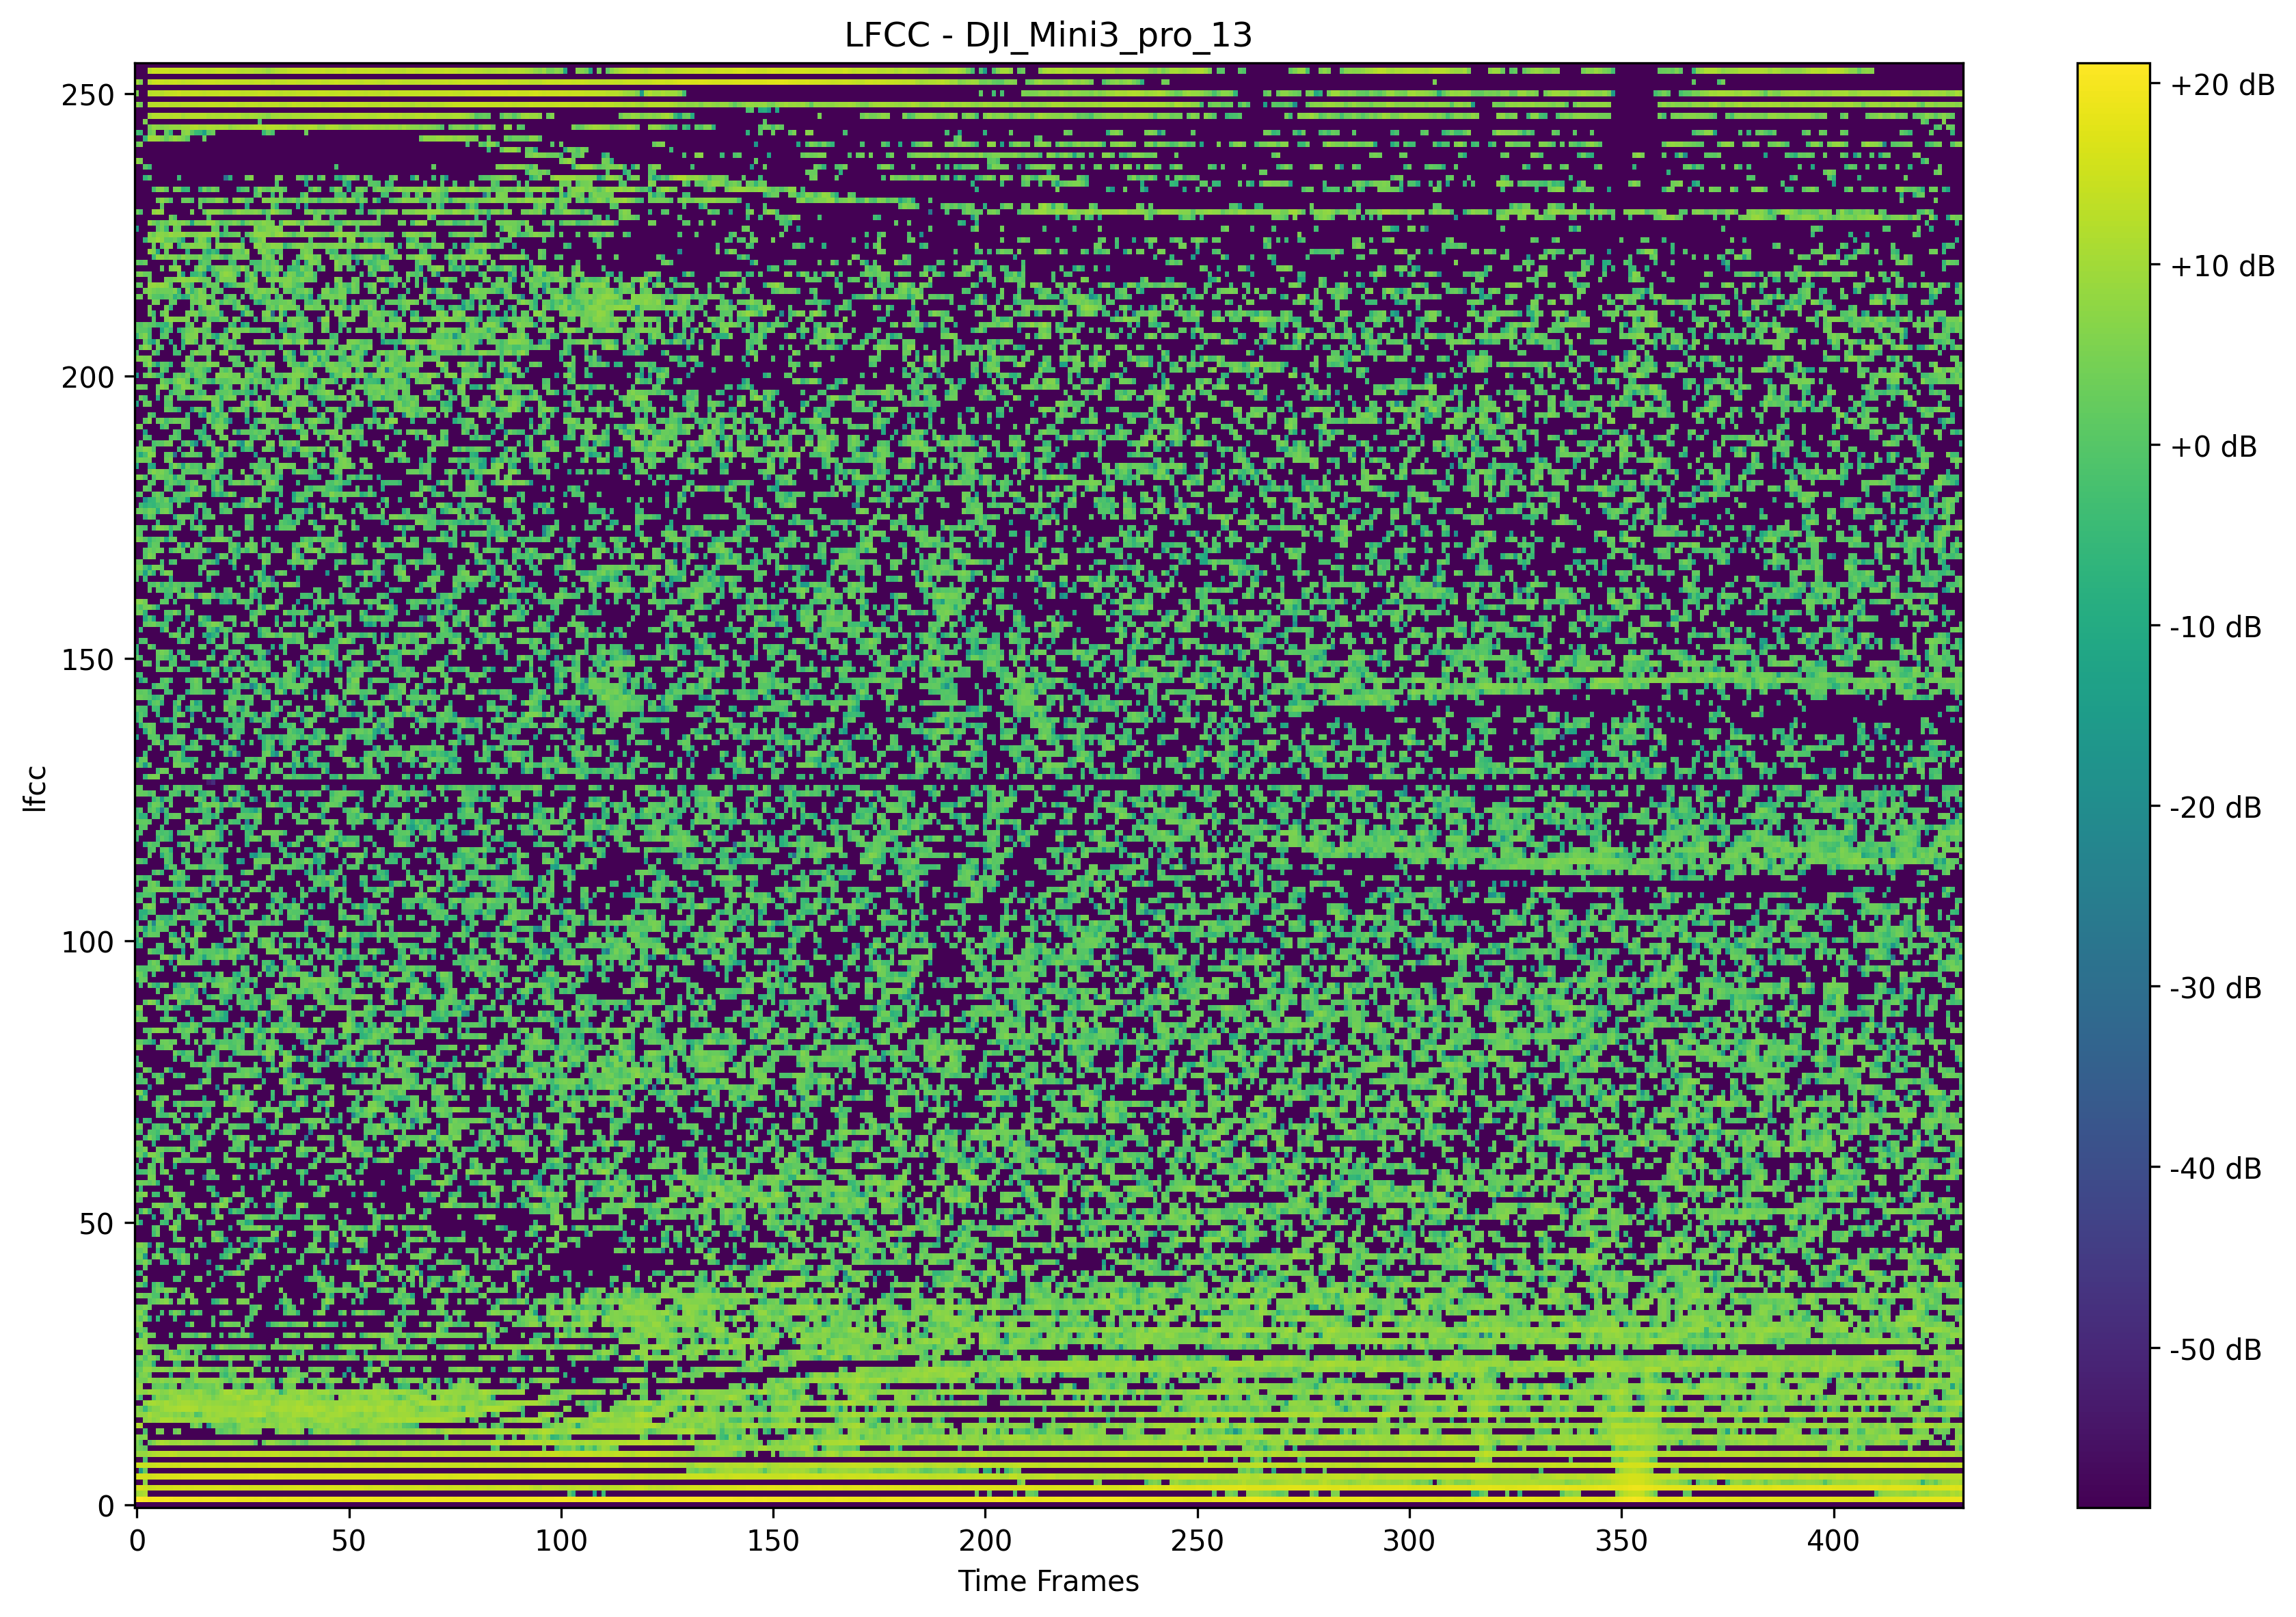 LFCC - DJI_Mini3_pro_13
250
200
150
100
50
0
lfcc
0 50 100 150 200 250 300 350 400
Time Frames
+20 dB
+10 dB
+0 dB
-10 dB
-20 dB
-30 dB
-40 dB
-50 dB